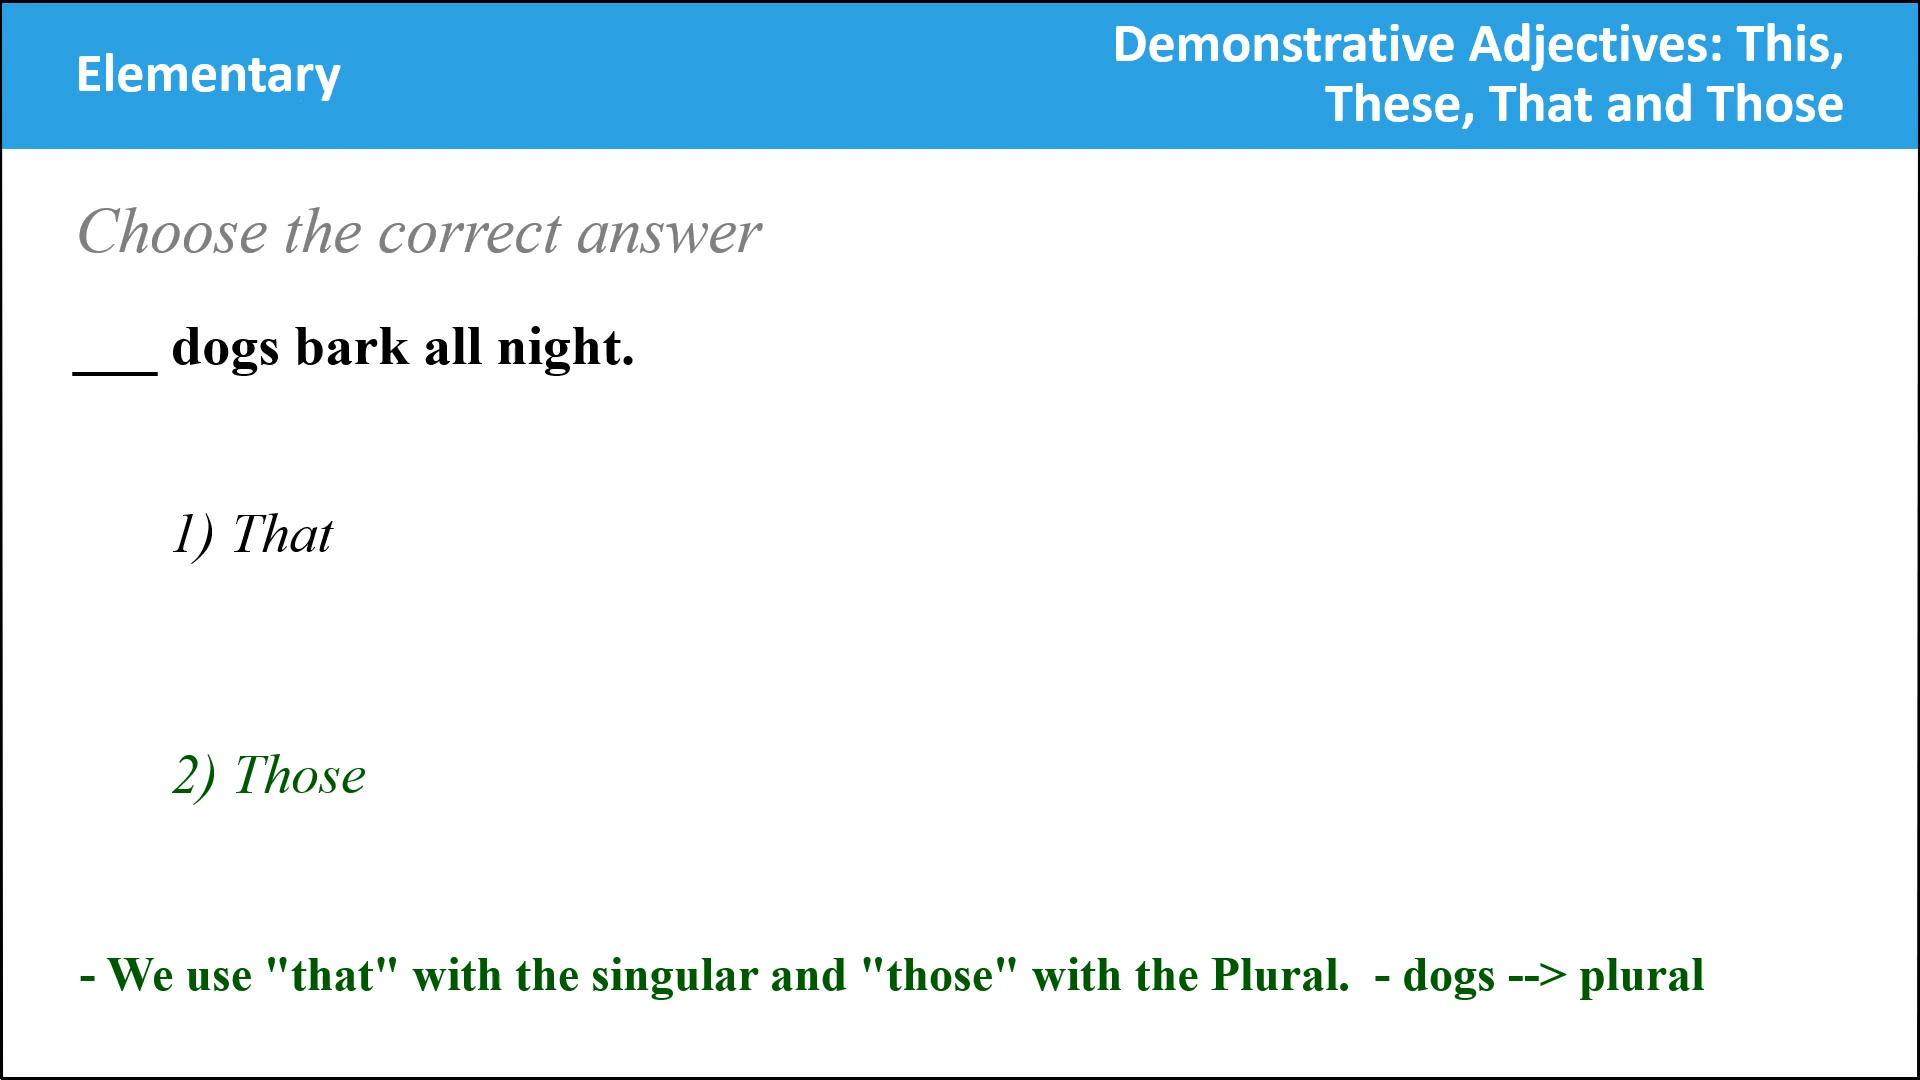 Elementary
Demonstrative Adjectives: This,
These, That and Those
Choose the correct answer
___ dogs bark all night.
1) That
2) Those
- We use "that" with the singular and "those" with the Plural.  - dogs --> plural